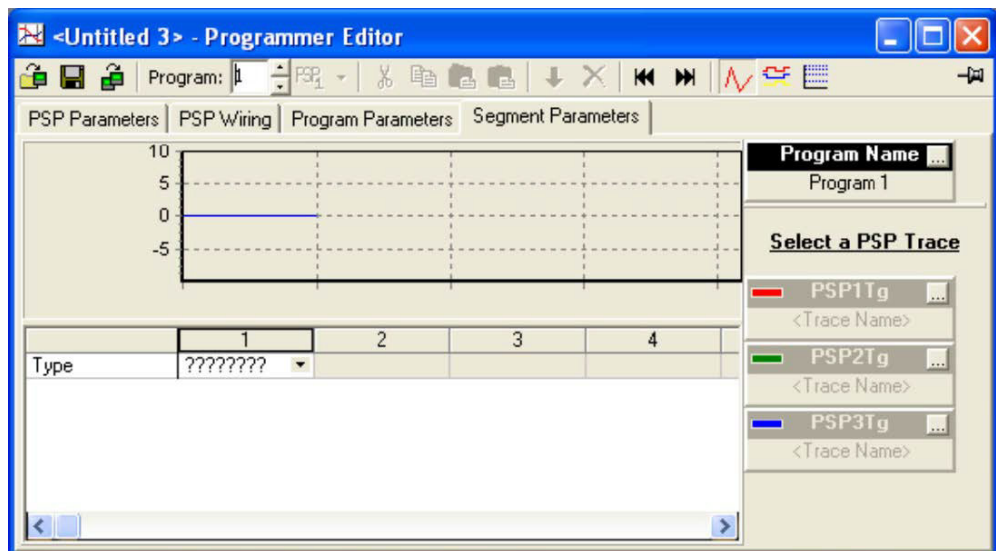 <Untitled 3> - Programmer Editor
Program: 1 PSP1
PSP Parameters PSP Wiring Program Parameters Segment Parameters
10
5
0
-5
Program Name ...
Program 1
Select a PSP Trace
PSP1Tg ...
<Trace Name>
PSP2Tg ...
<Trace Name>
PSP3Tg ...
<Trace Name>
1 2 3 4
Type ????????